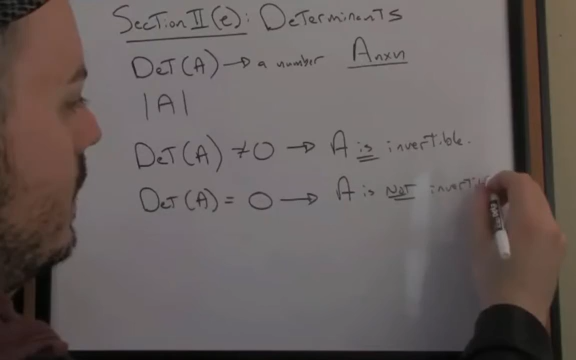 Section II(e): Determinants
Det(A) → a number Anxn
|A|
Det(A) ≠ 0 → A is invertible.
Det(A) = 0 → A is NOT